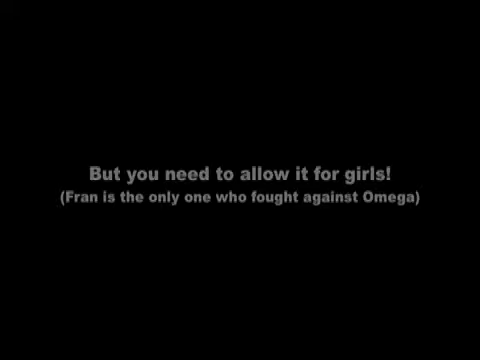 But you need to allow it for girls!
(Fran is the only one who fought against Omega)